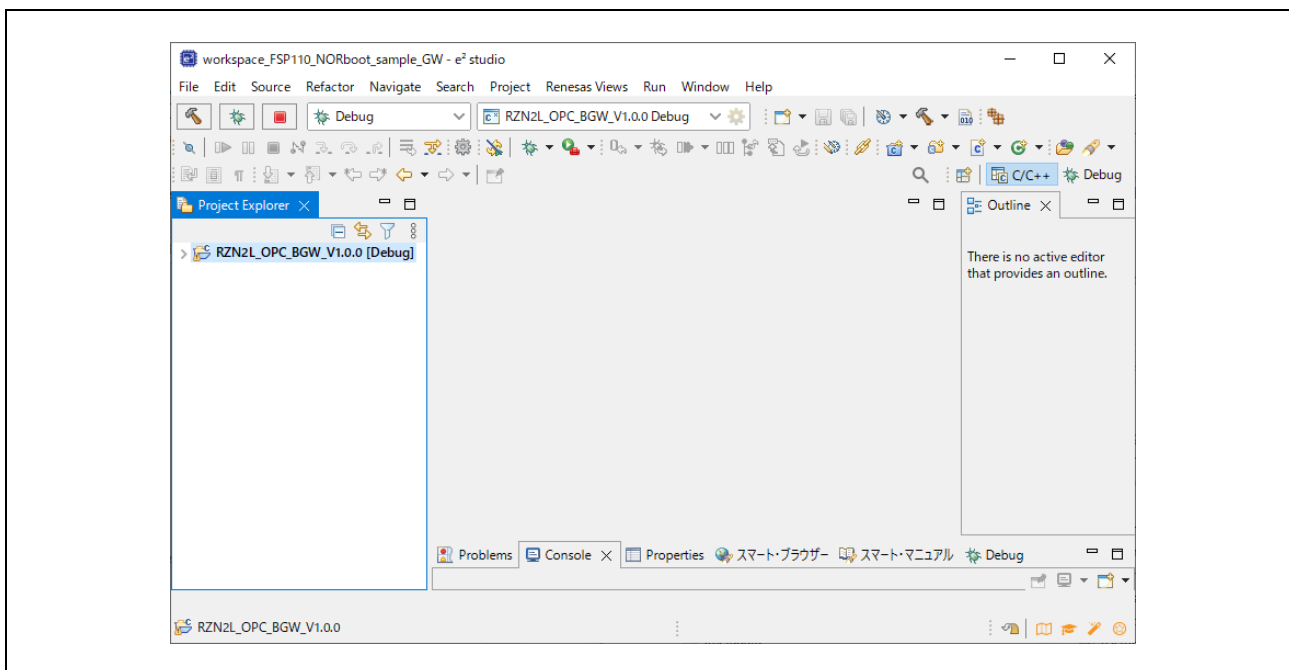 workspace_FSP110_NORboot_sample_GW - e² studio
File Edit Source Refactor Navigate Search Project Renesas Views Run Window Help
Debug RZN2L_OPC_BGW_V1.0.0 Debug
C/C++ Debug
Project Explorer
Outline
RZN2L_OPC_BGW_V1.0.0 [Debug]
There is no active editor
that provides an outline.
Problems Console Properties スマート・ブラウザー スマート・マニュアル Debug
RZN2L_OPC_BGW_V1.0.0